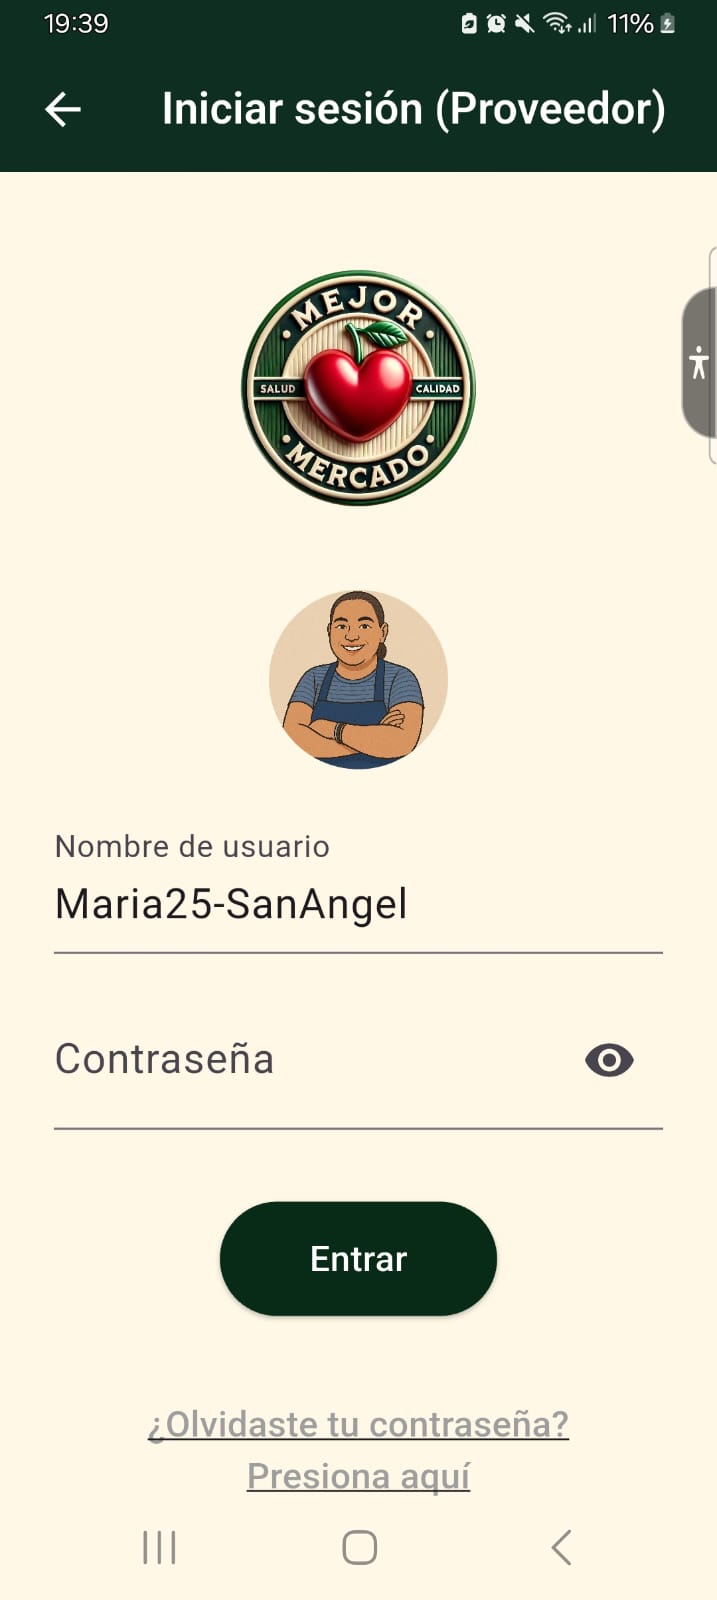 19:39
11%
Iniciar sesión (Proveedor)
MEJOR
SALUD
CALIDAD
MERCADO
Nombre de usuario
Maria25-SanAngel
Contraseña
Entrar
¿Olvidaste tu contraseña?
Presiona aquí